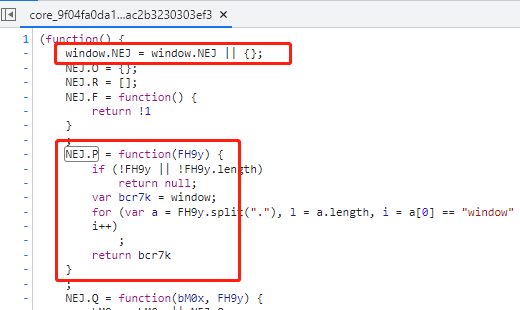 core_9f04fa0da1...ac2b3230303ef3 ×
1 (function() {
- window.NEJ = window.NEJ || {};
- NEJ.O = {};
- NEJ.R = [];
- NEJ.F = function() {
- return !1
- }
- ;
- NEJ.P = function(FH9y) {
- if (!FH9y || !FH9y.length)
- return null;
- var bcr7k = window;
- for (var a = FH9y.split("."), l = a.length, i = a[0] == "window"
- i++)
- ;
- return bcr7k
- }
- ;
- NEJ.Q = function(bM0x, FH9y) {